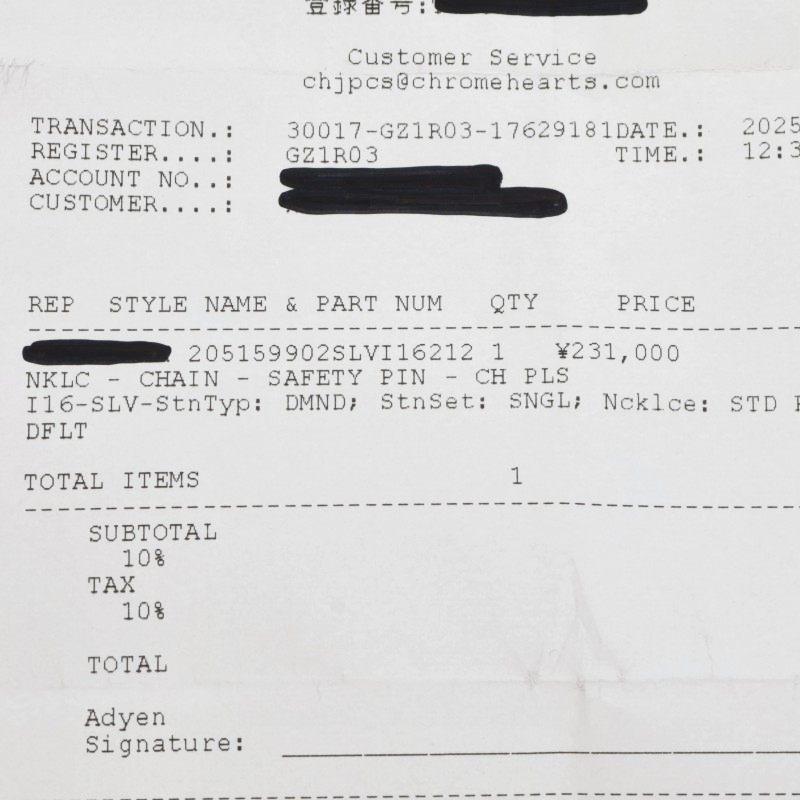 登録番号:
Customer Service
chjpcs@chromehearts.com
TRANSACTION.: 30017-GZ1R03-17629181DATE.: 2025
REGISTER....: GZ1R03 TIME.: 12:3
ACCOUNT NO..:
CUSTOMER....:
REP STYLE NAME & PART NUM QTY PRICE
205159902SLVI16212 1 ¥231,000
NKLC - CHAIN - SAFETY PIN - CH PLS
I16-SLV-StnTyp: DMND; StnSet: SNGL; Ncklce: STD
DFLT
TOTAL ITEMS 1
SUBTOTAL
10%
TAX
10%
TOTAL
Adyen
Signature: